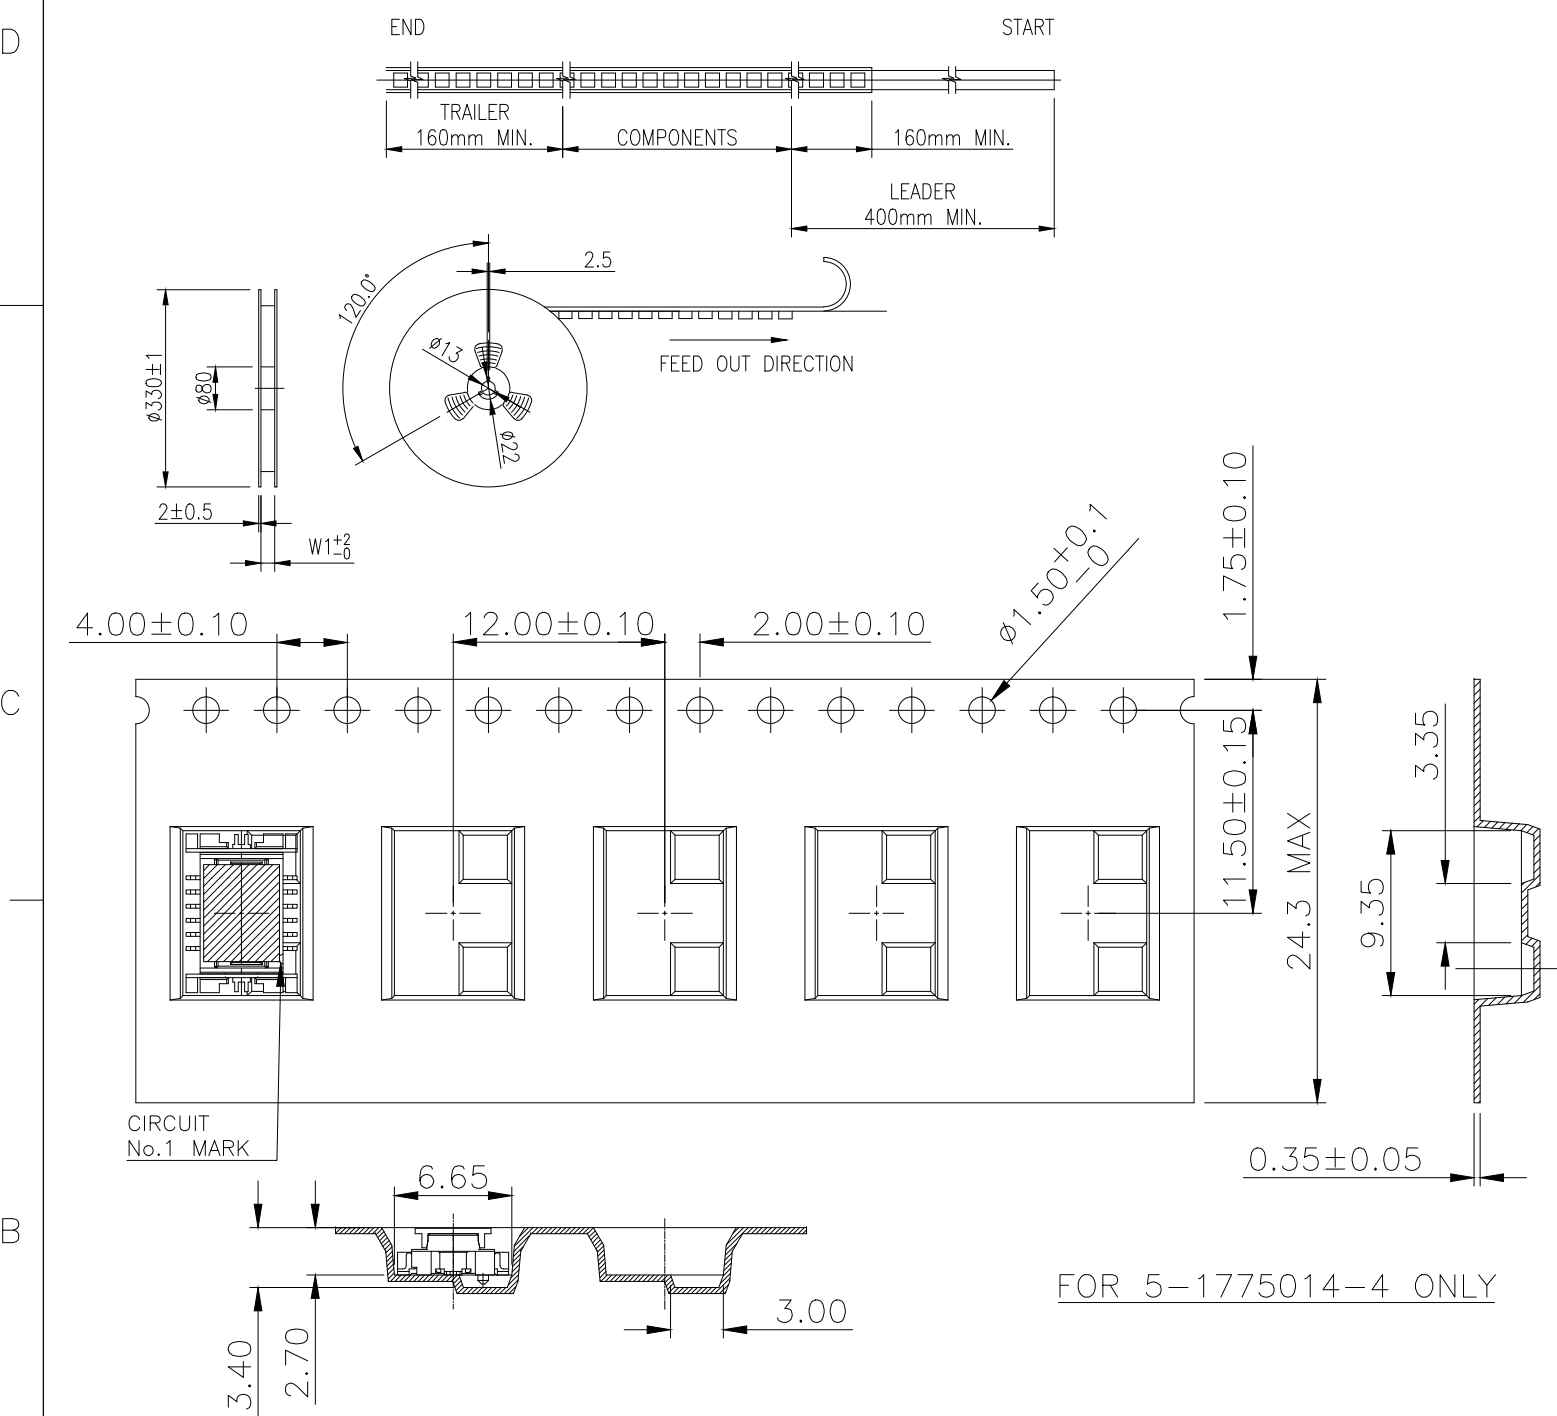 D
END
START
TRAILER
160mm MIN.
COMPONENTS
160mm MIN.
LEADER
400mm MIN.
2.5
120.0°
ø13
ø22
FEED OUT DIRECTION
ø330±1
ø80
2±0.5
W1+2
-0
4.00±0.10
12.00±0.10
2.00±0.10
ø1.50+0.1
-0
1.75±0.10
C
11.50±0.15
24.3 MAX
3.35
9.35
CIRCUIT
No.1 MARK
0.35±0.05
6.65
B
3.40
2.70
3.00
FOR 5-1775014-4 ONLY